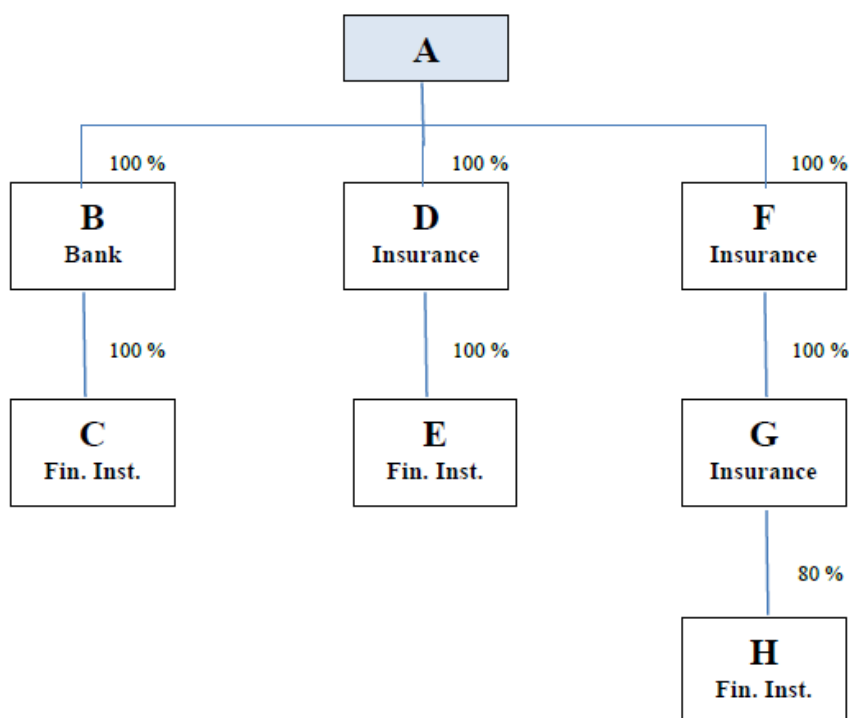 A
100 %
100 %
100 %
B
Bank
D
Insurance
F
Insurance
100 %
100 %
100 %
C
Fin. Inst.
E
Fin. Inst.
G
Insurance
80 %
H
Fin. Inst.